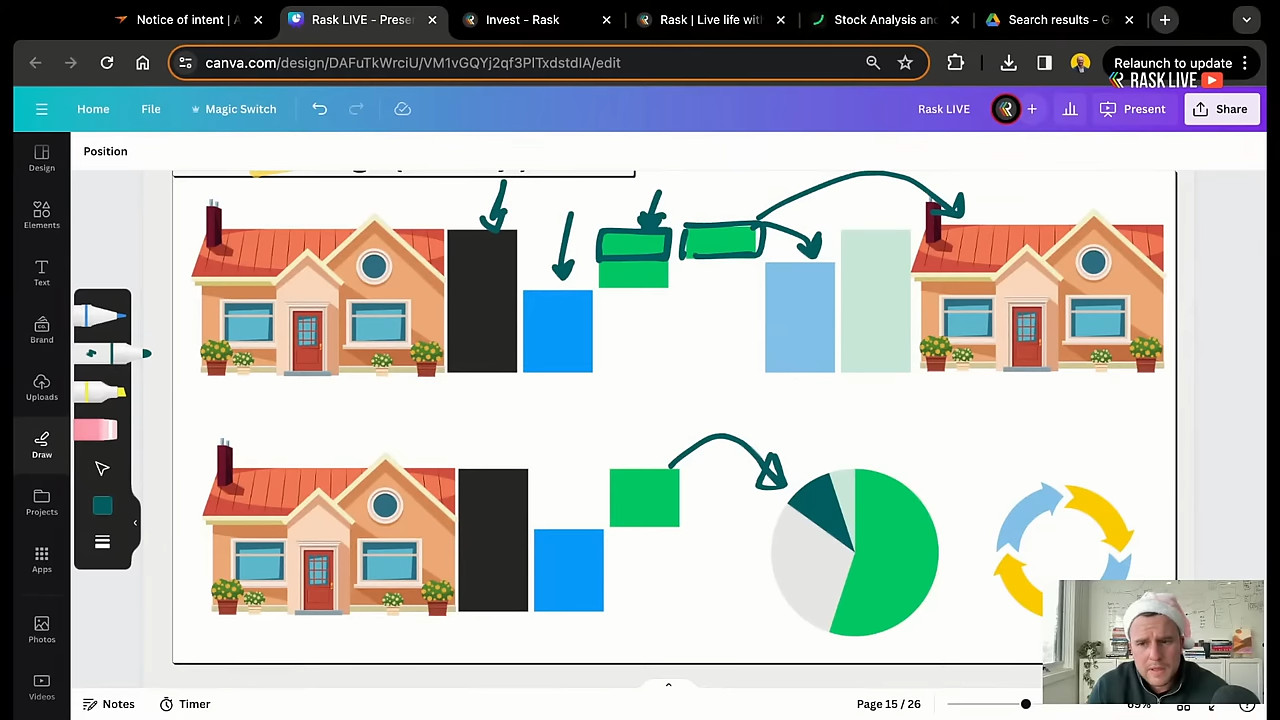 Notice of intent | A
Rask LIVE - Prese
Invest - Rask
Rask | Live life wit
Stock Analysis an
Search results - G
canva.com/design/DAFuTkWrciU/VM1vGQYj2qf3PITxdstdIA/edit
Relaunch to update
RASK LIVE
Home
File
Magic Switch
Rask LIVE
Present
Share
Design
Position
Elements
Text
Brand
Uploads
Draw
Projects
Apps
Photos
Videos
Notes
Timer
Page 15 / 26
69%